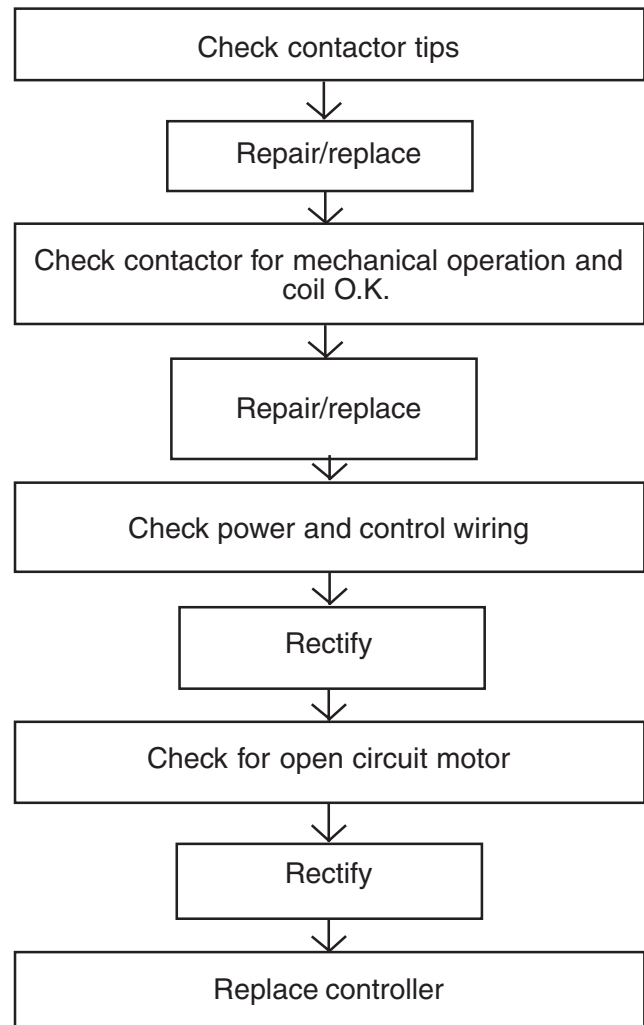 Check contactor tips
Repair/replace
Check contactor for mechanical operation and
coil O.K.
Repair/replace
Check power and control wiring
Rectify
Check for open circuit motor
Rectify
Replace controller